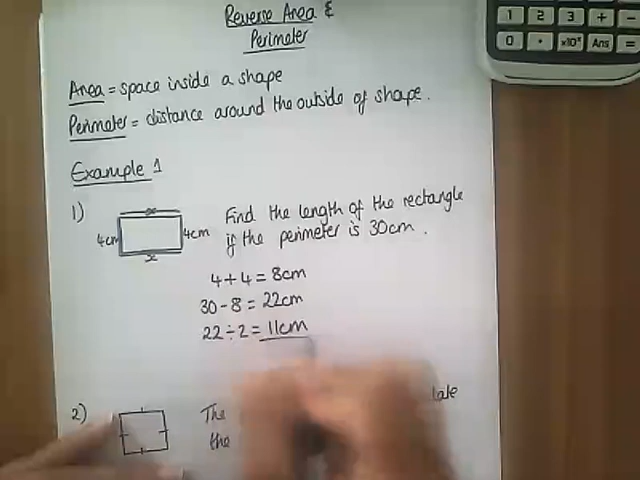 Reverse Area &
Perimeter
1 2 3 + -
0 . ×10ˣ Ans =
Area = space inside a shape
Perimeter = distance around the outside of shape.
Example 1
1)
x
4cm 4cm
x
Find the length of the rectangle
if the perimeter is 30cm.
4 + 4 = 8cm
30 - 8 = 22cm
22 ÷ 2 = 11cm
2)
The
the